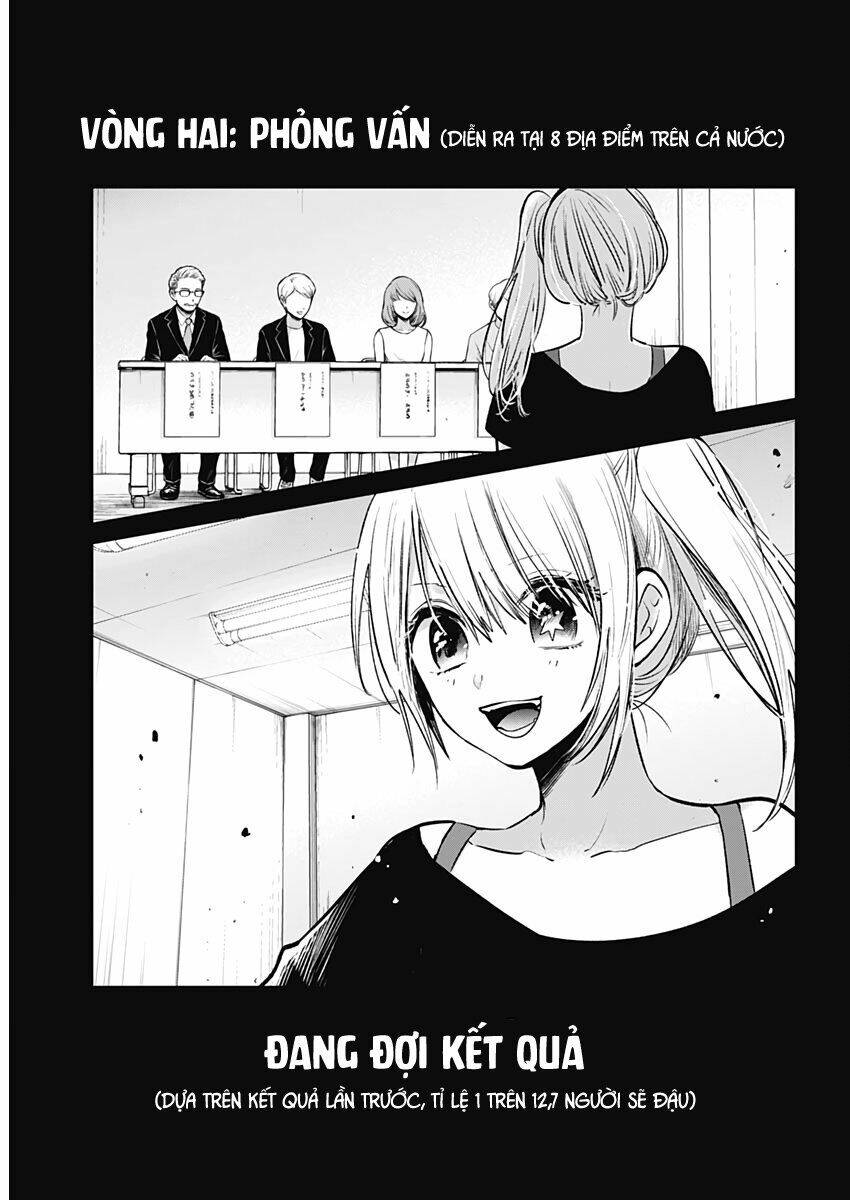 VÒNG HAI: PHỎNG VẤN (DIỄN RA TẠI 8 ĐỊA ĐIỂM TRÊN CẢ NƯỚC)
ĐANG ĐỢI KẾT QUẢ
(DỰA TRÊN KẾT QUẢ LẦN TRƯỚC, TỈ LỆ 1 TRÊN 12,7 NGƯỜI SẼ ĐẬU)